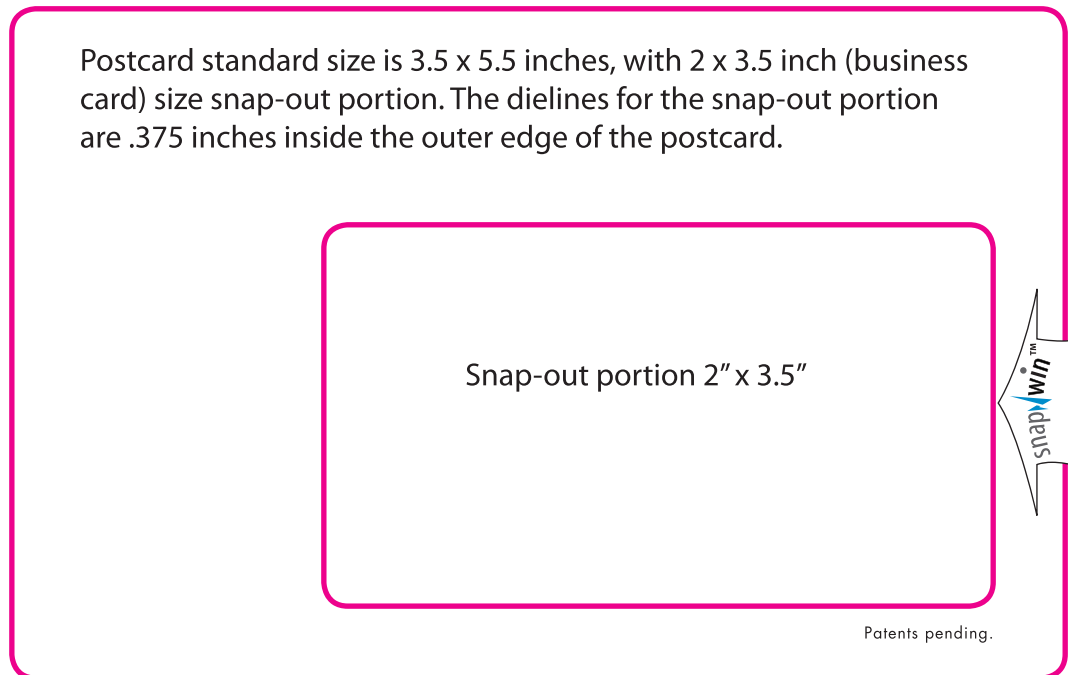 Postcard standard size is 3.5 x 5.5 inches, with 2 x 3.5 inch (business
card) size snap-out portion. The dielines for the snap-out portion
are .375 inches inside the outer edge of the postcard.
Snap-out portion 2” x 3.5”
snap win™
Patents pending.